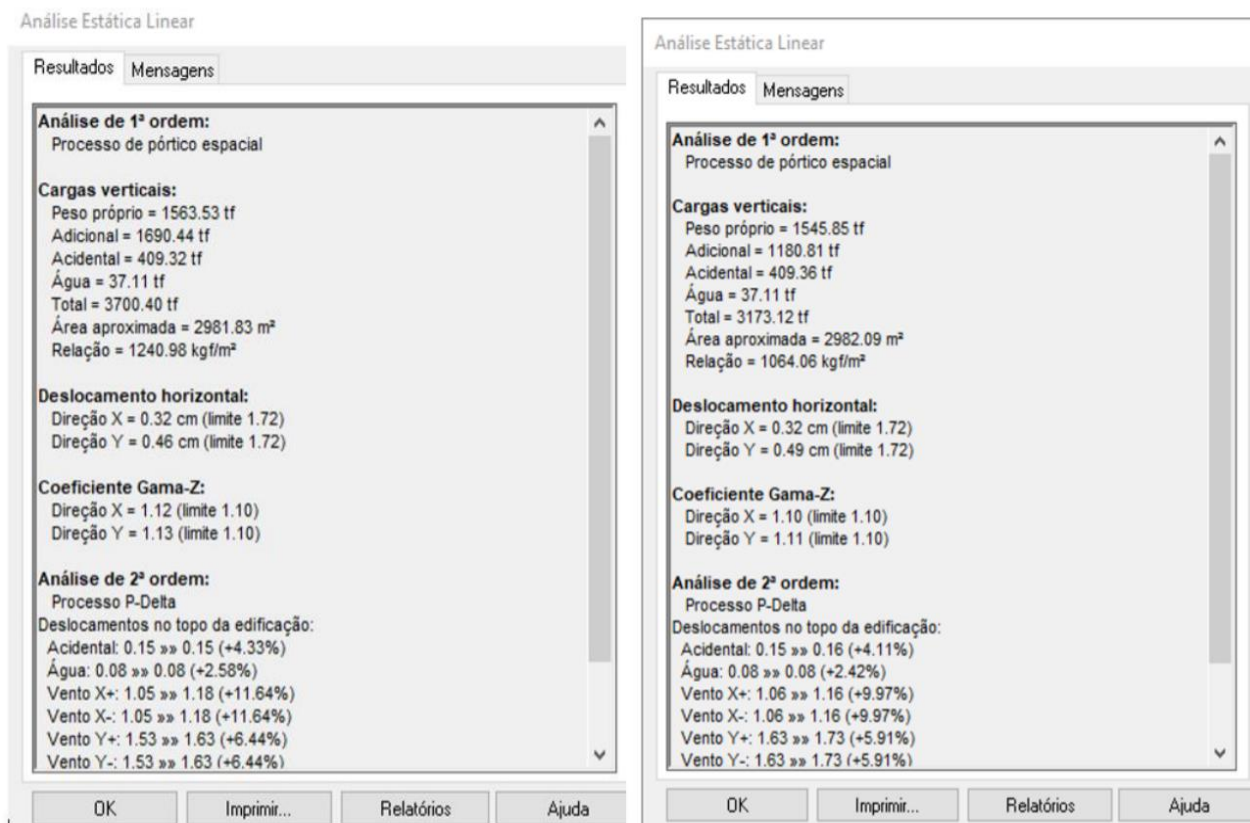 Análise Estática Linear
Resultados Mensagens
Análise de 1ª ordem:
Processo de pórtico espacial
Cargas verticais:
Peso próprio = 1563.53 tf
Adicional = 1690.44 tf
Acidental = 409.32 tf
Água = 37.11 tf
Total = 3700.40 tf
Área aproximada = 2981.83 m²
Relação = 1240.98 kgf/m²
Deslocamento horizontal:
Direção X = 0.32 cm (limite 1.72)
Direção Y = 0.46 cm (limite 1.72)
Coeficiente Gama-Z:
Direção X = 1.12 (limite 1.10)
Direção Y = 1.13 (limite 1.10)
Análise de 2ª ordem:
Processo P-Delta
Deslocamentos no topo da edificação:
Acidental: 0.15 »» 0.15 (+4.33%)
Água: 0.08 »» 0.08 (+2.58%)
Vento X+: 1.05 »» 1.18 (+11.64%)
Vento X-: 1.05 »» 1.18 (+11.64%)
Vento Y+: 1.53 »» 1.63 (+6.44%)
Vento Y-: 1.53 »» 1.63 (+6.44%)
OK Imprimir... Relatórios Ajuda
Análise Estática Linear
Resultados Mensagens
Análise de 1ª ordem:
Processo de pórtico espacial
Cargas verticais:
Peso próprio = 1545.85 tf
Adicional = 1180.81 tf
Acidental = 409.36 tf
Água = 37.11 tf
Total = 3173.12 tf
Área aproximada = 2982.09 m²
Relação = 1064.06 kgf/m²
Deslocamento horizontal:
Direção X = 0.32 cm (limite 1.72)
Direção Y = 0.49 cm (limite 1.72)
Coeficiente Gama-Z:
Direção X = 1.10 (limite 1.10)
Direção Y = 1.11 (limite 1.10)
Análise de 2ª ordem:
Processo P-Delta
Deslocamentos no topo da edificação:
Acidental: 0.15 »» 0.16 (+4.11%)
Água: 0.08 »» 0.08 (+2.42%)
Vento X+: 1.06 »» 1.16 (+9.97%)
Vento X-: 1.06 »» 1.16 (+9.97%)
Vento Y+: 1.63 »» 1.73 (+5.91%)
Vento Y-: 1.63 »» 1.73 (+5.91%)
OK Imprimir... Relatórios Ajuda